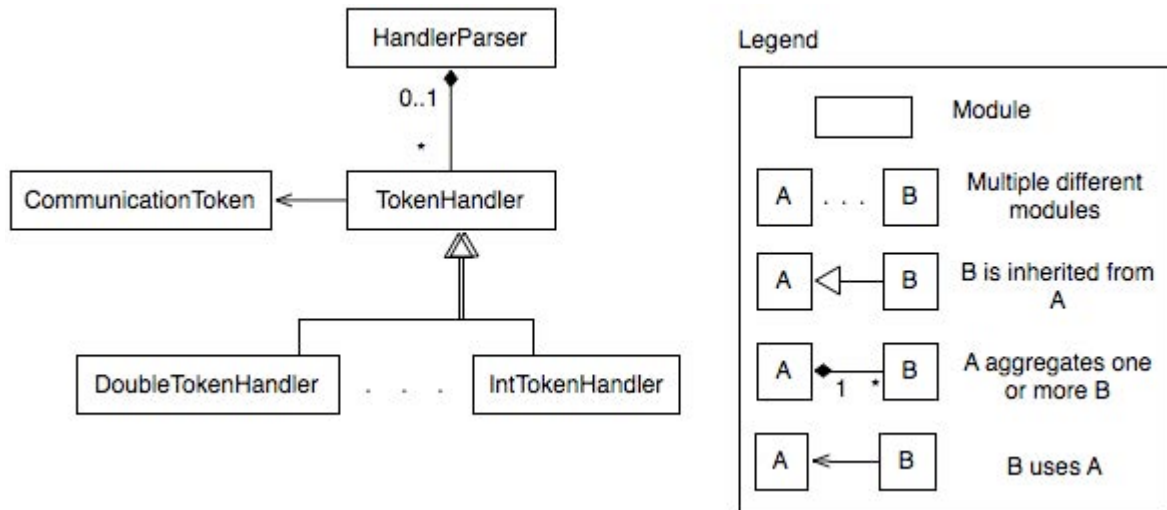 HandlerParser
0..1
*
CommunicationToken
TokenHandler
DoubleTokenHandler
. . .
IntTokenHandler
Legend
Module
A . . . B
Multiple different
modules
A B
B is inherited from
A
A B
1 *
A aggregates one
or more B
A B
B uses A